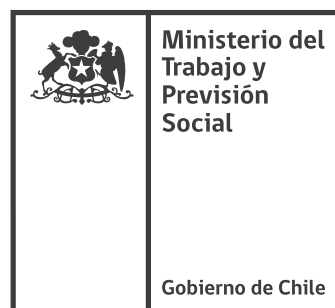 Ministerio del
Trabajo y
Previsión
Social
Gobierno de Chile